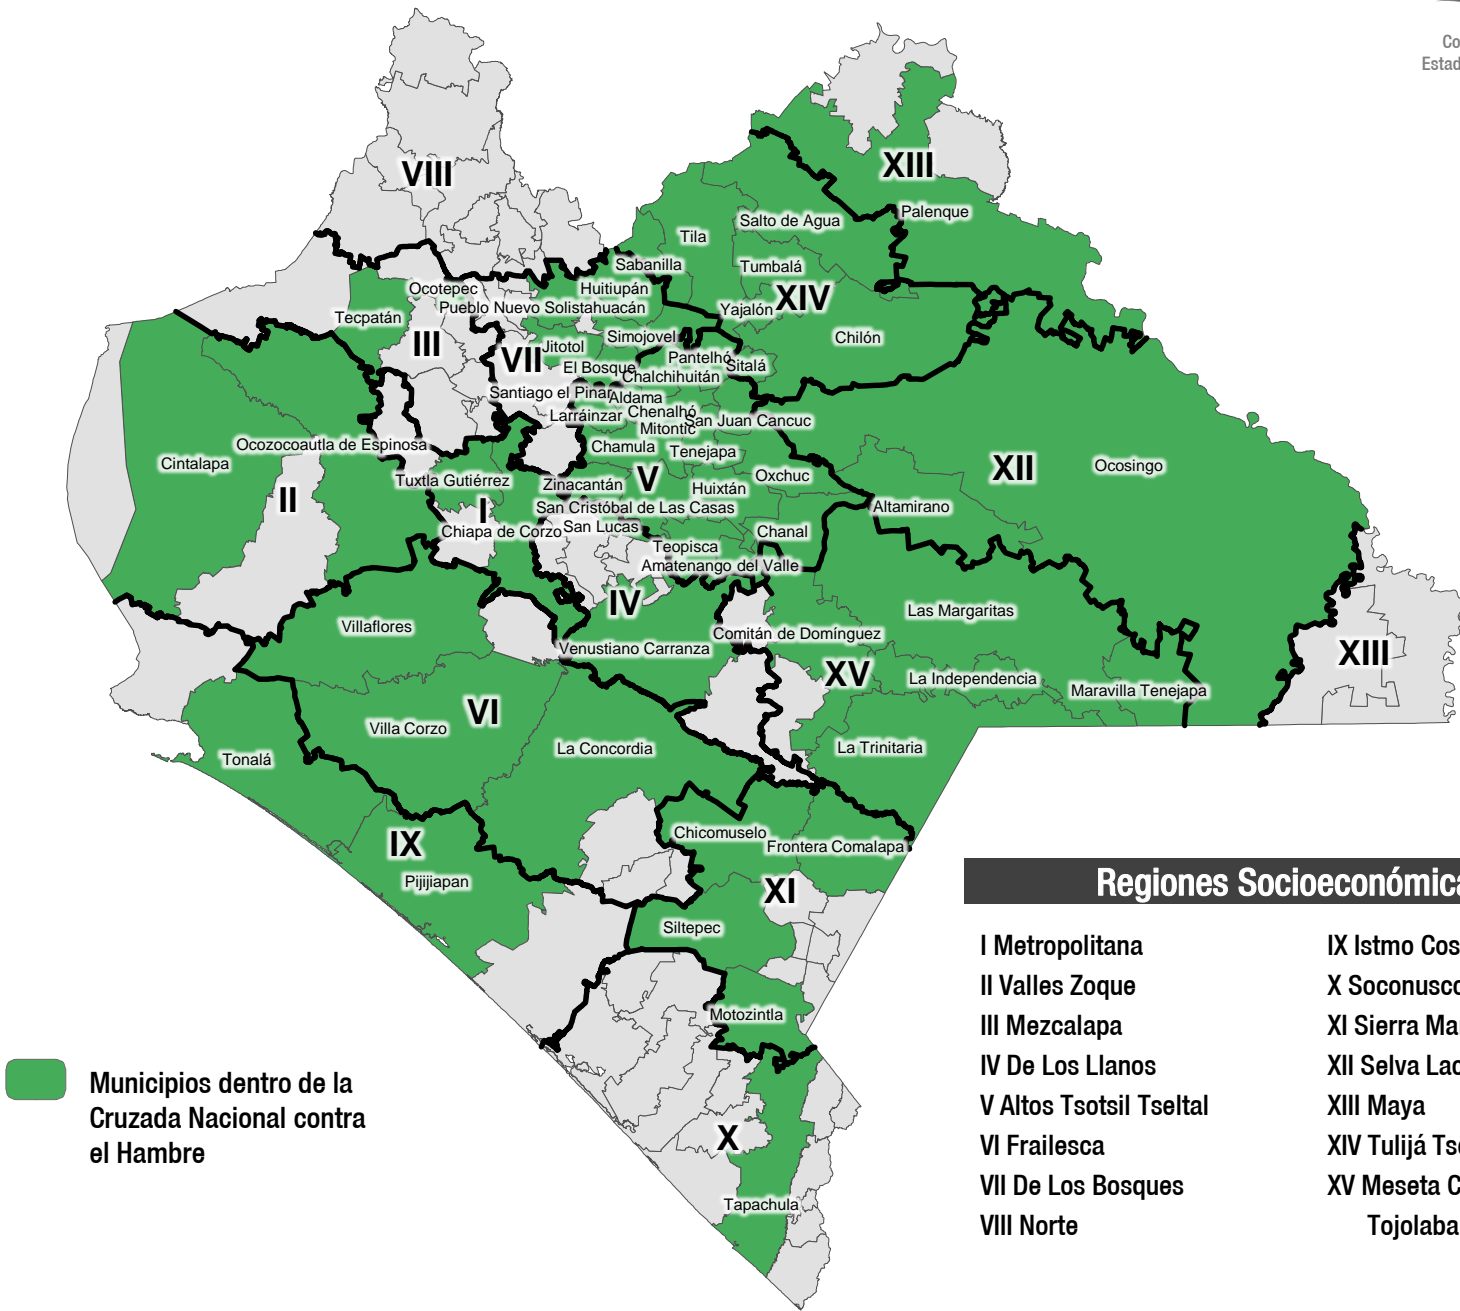 Co
Estad
VIII
XIII
Palenque
Salto de Agua
Tila
Sabanilla
Tumbalá
Ocotepec
Huitiupán
XIV
Pueblo Nuevo Solistahuacán
Yajalón
Tecpatán
Simojovel
Chilón
III
VII
Jitotol
Pantelhó
Sitalá
El Bosque
Chalchihuitán
Santiago el Pinar
Aldama
Larráinzar
Chenalhó
San Juan Cancuc
Mitontic
Ocozocoautla de Espinosa
Chamula
Tenejapa
Cintalapa
XII
Ocosingo
Tuxtla Gutiérrez
Zinacantán
V
Huixtán
Oxchuc
II
I
San Cristóbal de Las Casas
Altamirano
Chiapa de Corzo
San Lucas
Chanal
Teopisca
Amatenango del Valle
IV
Las Margaritas
Villaflores
Comitán de Domínguez
Venustiano Carranza
XIII
XV
La Independencia
Maravilla Tenejapa
VI
Villa Corzo
La Concordia
La Trinitaria
Tonalá
Chicomuselo
Frontera Comalapa
IX
Pijijiapan
XI
Siltepec
Motozintla
X
Tapachula
Municipios dentro de la
Cruzada Nacional contra
el Hambre
Regiones Socioeconómica
I Metropolitana
II Valles Zoque
III Mezcalapa
IV De Los Llanos
V Altos Tsotsil Tseltal
VI Frailesca
VII De Los Bosques
VIII Norte
IX Istmo Cos
X Soconusco
XI Sierra Mar
XII Selva Lac
XIII Maya
XIV Tulijá Tse
XV Meseta C
Tojolaba